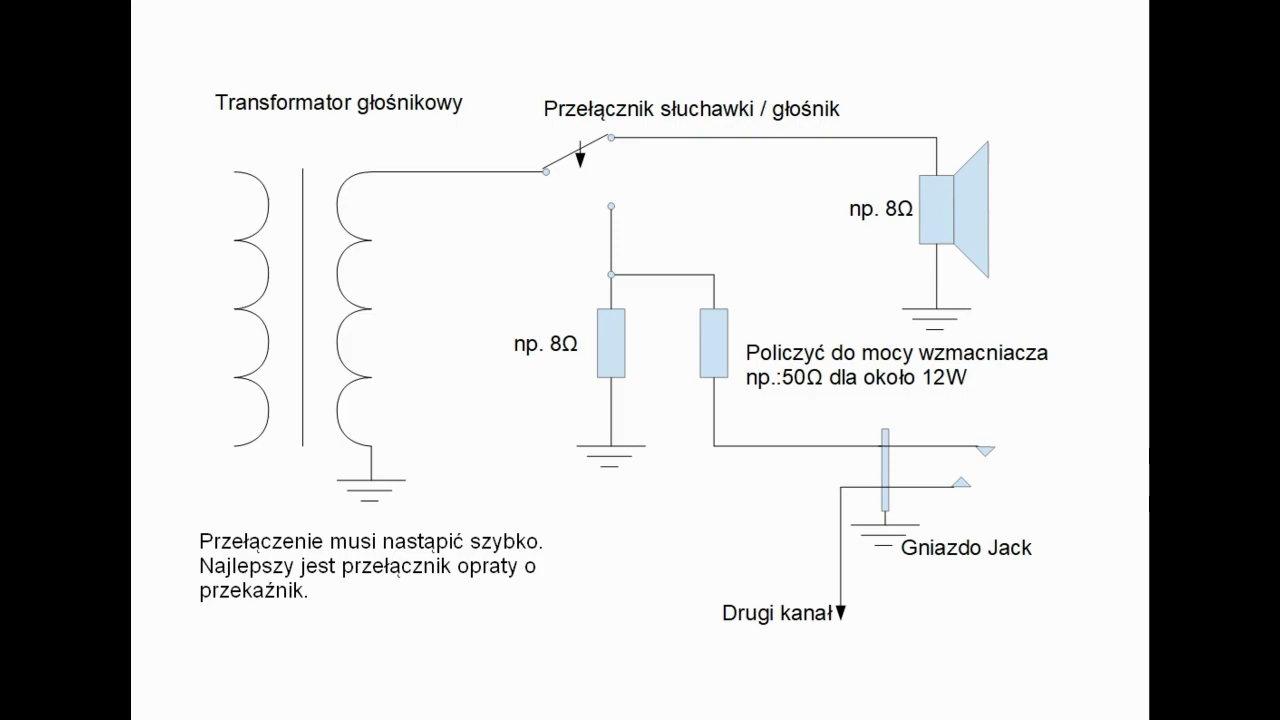 Transformator głośnikowy
Przełącznik słuchawki / głośnik
np. 8Ω
np. 8Ω
Policzyć do mocy wzmacniacza
np.:50Ω dla około 12W
Przełączenie musi nastąpić szybko.
Najlepszy jest przełącznik opraty o
przekaźnik.
Gniazdo Jack
Drugi kanał